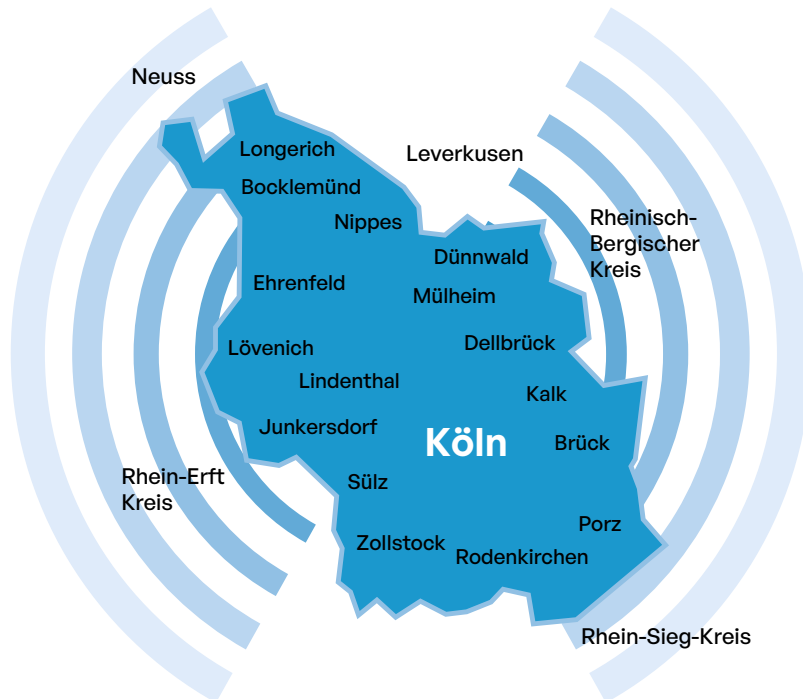 Neuss
Longerich
Leverkusen
Bocklemünd
Nippes
Rheinisch-
Bergischer
Kreis
Dünnwald
Ehrenfeld
Mülheim
Lövenich
Dellbrück
Lindenthal
Kalk
Junkersdorf
Köln
Brück
Rhein-Erft
Kreis
Sülz
Porz
Zollstock
Rodenkirchen
Rhein-Sieg-Kreis